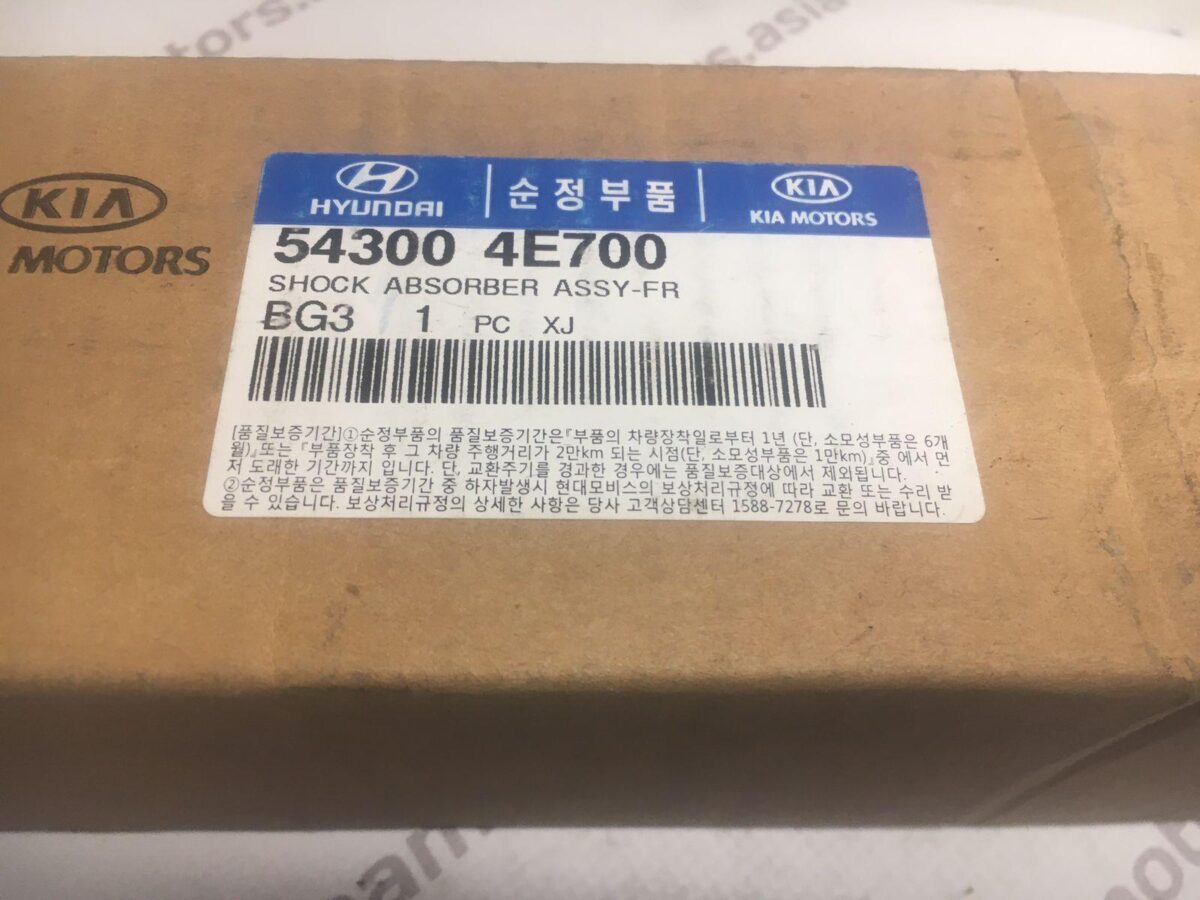 KIA
MOTORS
HYUNDAI
순정부품
KIA
KIA MOTORS
54300 4E700
SHOCK ABSORBER ASSY-FR
BG3 1 PC XJ
[품질보증기간]①순정부품의 품질보증기간은『부품의 차량장착일로부터 1년 (단, 소모성부품은 6개
월)』또는 『부품장착 후 그 차량 주행거리가 2만km 되는 시점(단, 소모성부품은 1만km)』중 에서 먼
저 도래한 기간까지 입니다. 단, 교환주기를 경과한 경우에는 품질보증대상에서 제외됩니다.
②순정부품은 품질보증기간 중 하자발생시 현대모비스의 보상처리규정에 따라 교환 또는 수리 받
을 수 있습니다. 보상처리규정의 상세한 사항은 당사 고객상담센터 1588-7278로 문의 바랍니다.